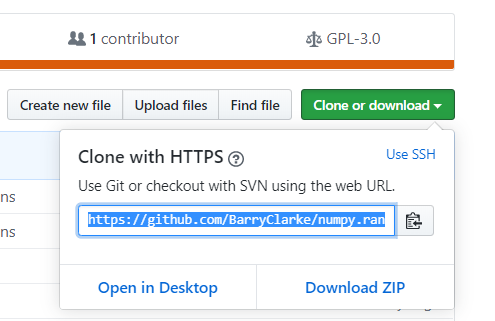 1 contributor GPL-3.0
Create new file Upload files Find file Clone or download
Clone with HTTPS Use SSH
Use Git or checkout with SVN using the web URL.
ns
https://github.com/BarryClarke/numpy.ran
ns
Open in Desktop Download ZIP